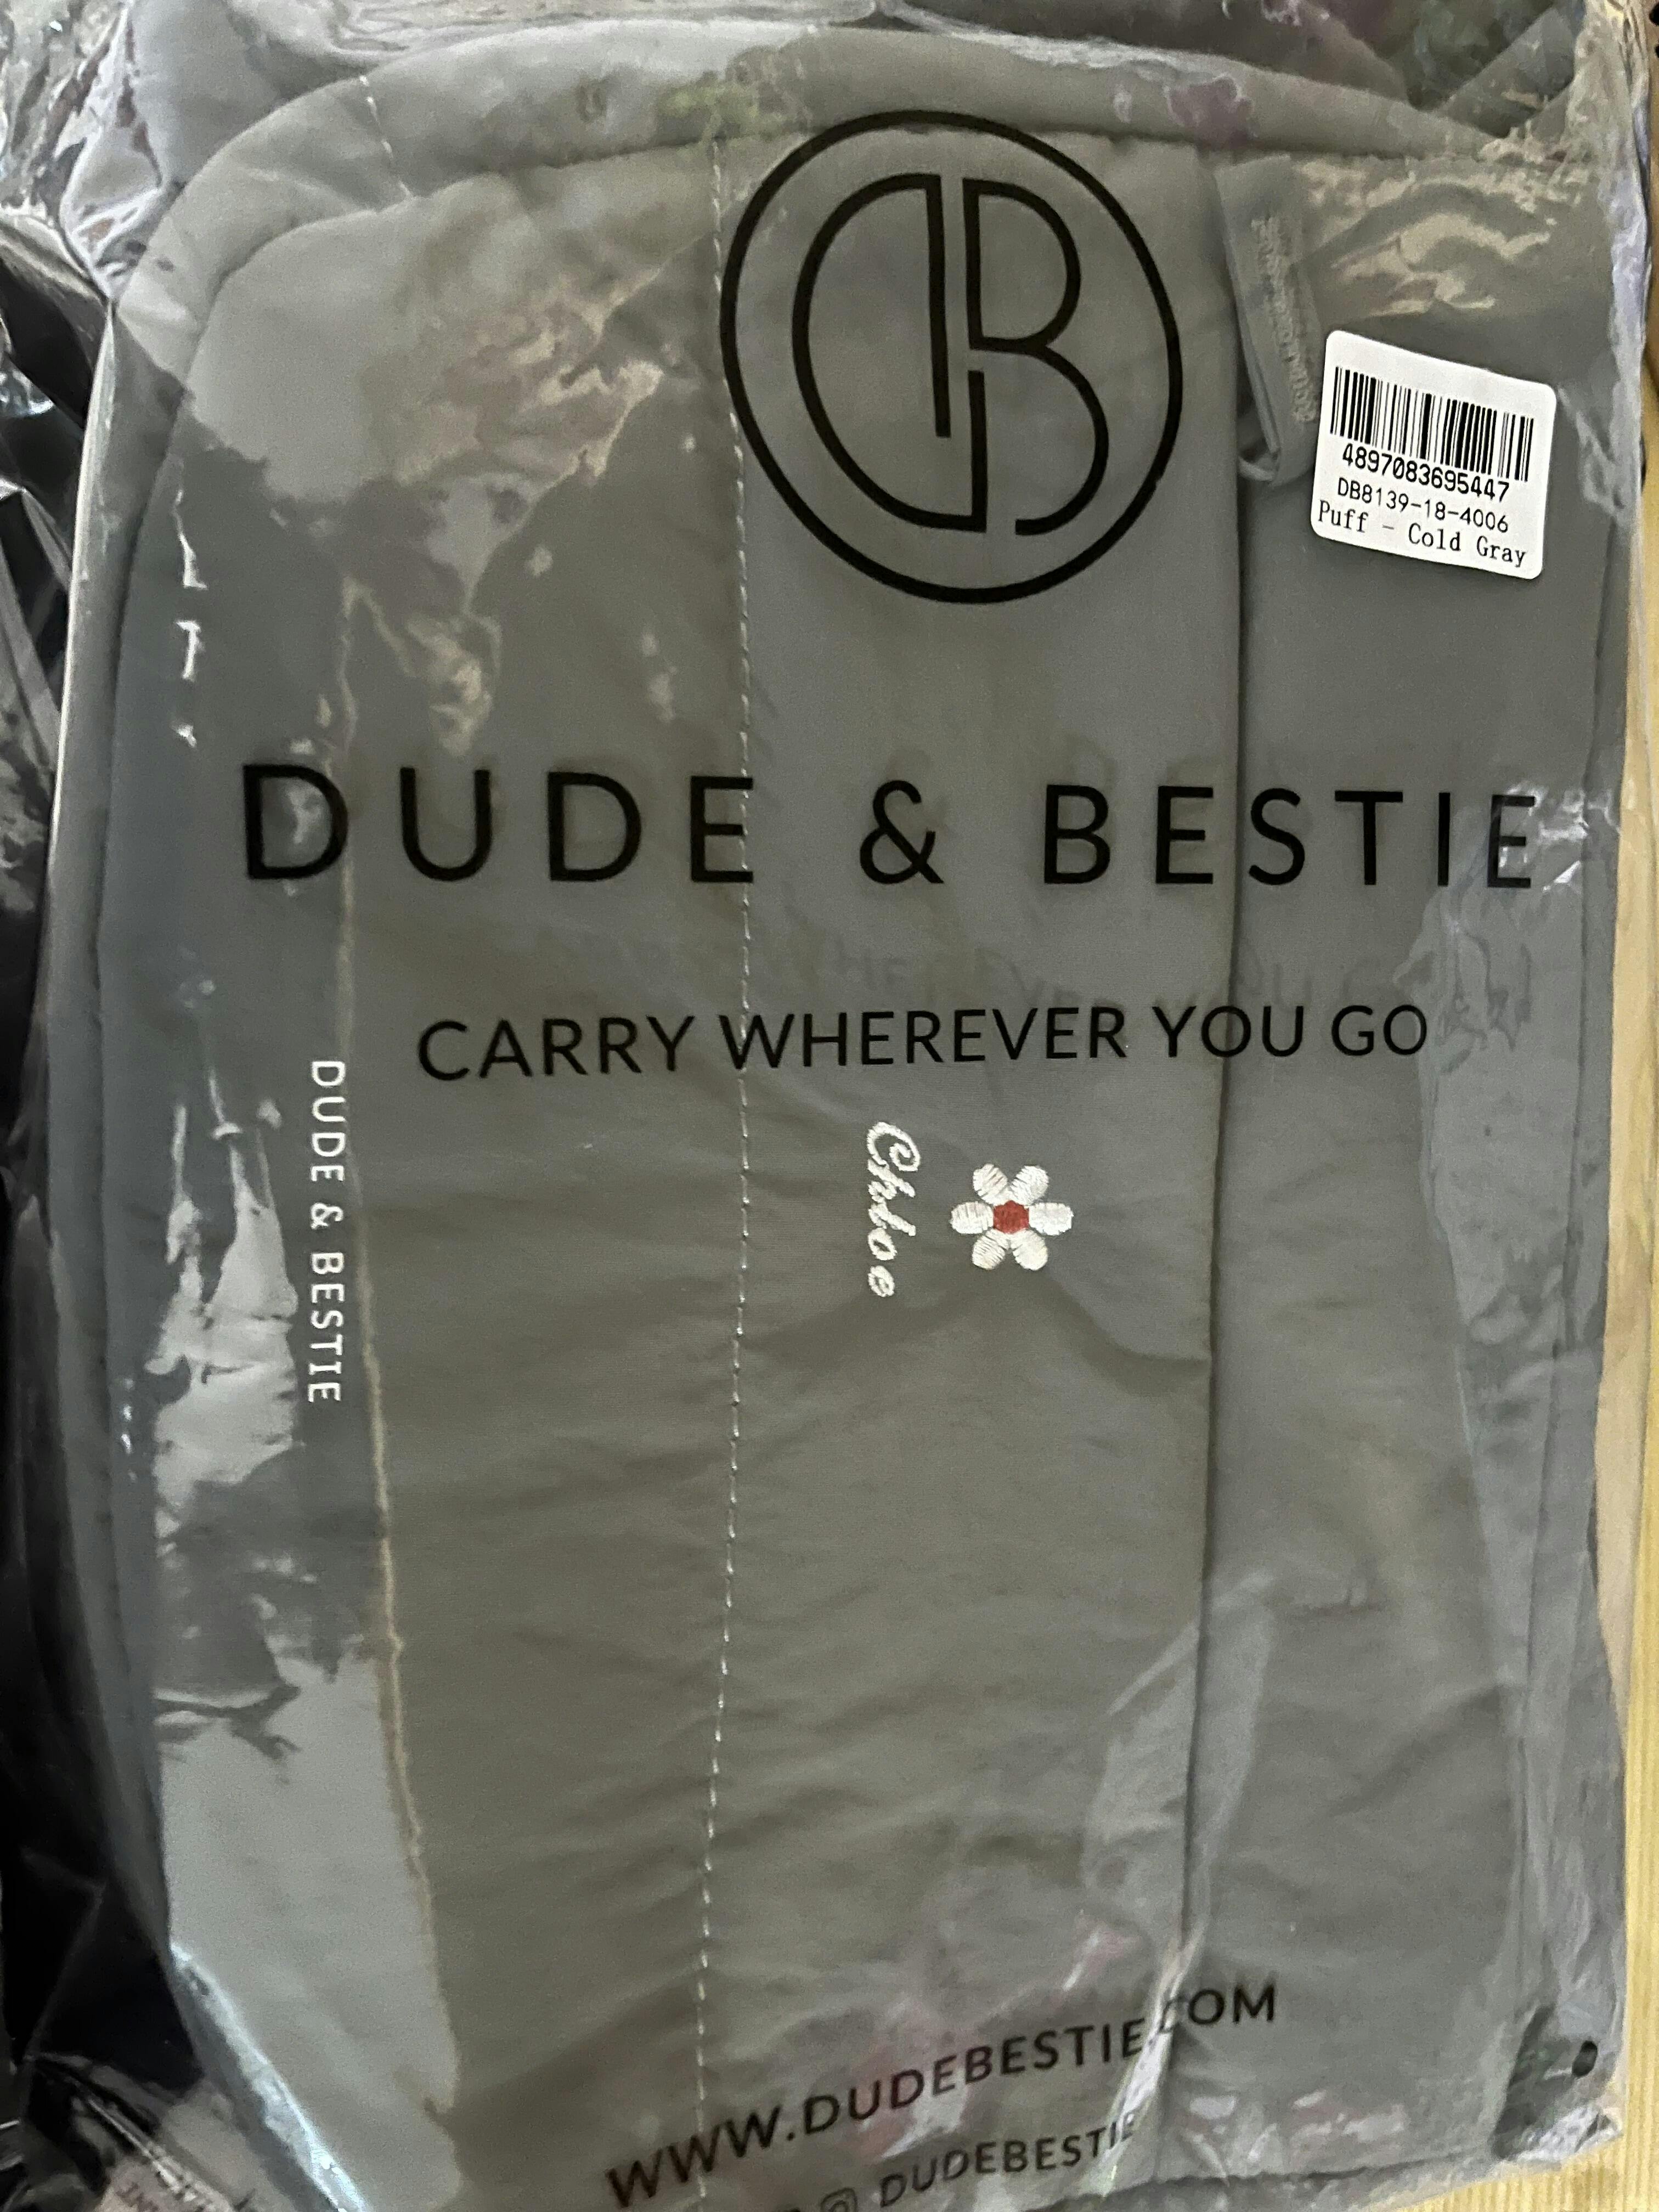 DB
4897083695447
DB8139-18-4006
Puff - Cold Gray
DUDE & BESTIE
CARRY WHEREVER YOU GO
DUDE & BESTIE
Chloe
WWW.DUDEBESTIE.COM
DUDEBESTIE